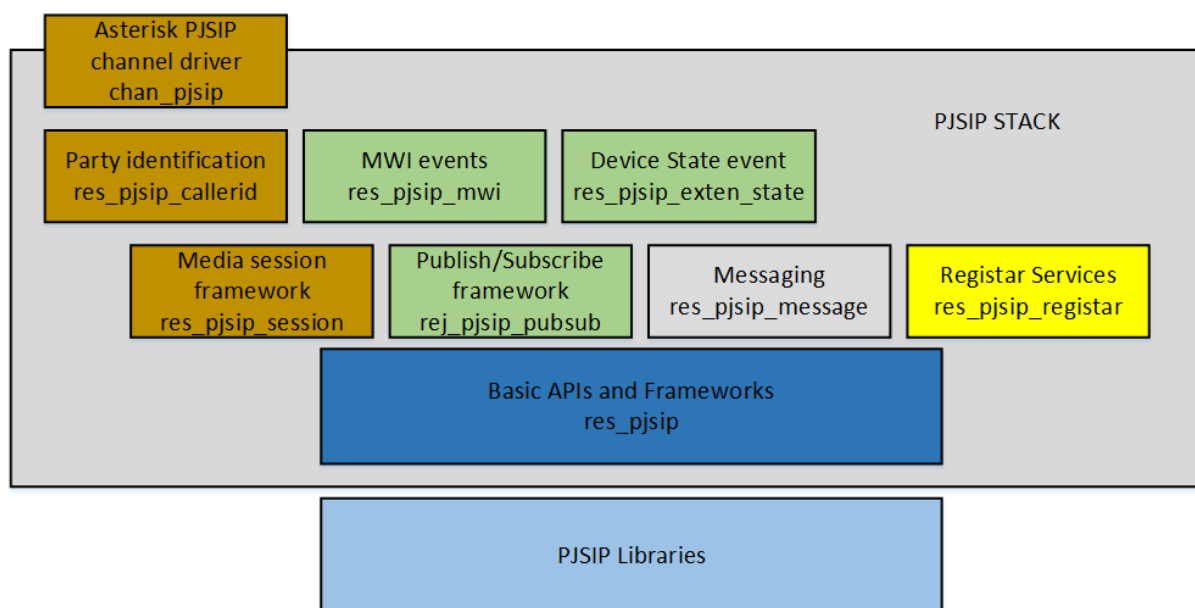 Asterisk PJSIP
channel driver
chan_pjsip
PJSIP STACK
Party identification
res_pjsip_callerid
MWI events
res_pjsip_mwi
Device State event
res_pjsip_exten_state
Media session
framework
res_pjsip_session
Publish/Subscribe
framework
rej_pjsip_pubsub
Messaging
res_pjsip_message
Registar Services
res_pjsip_registar
Basic APIs and Frameworks
res_pjsip
PJSIP Libraries